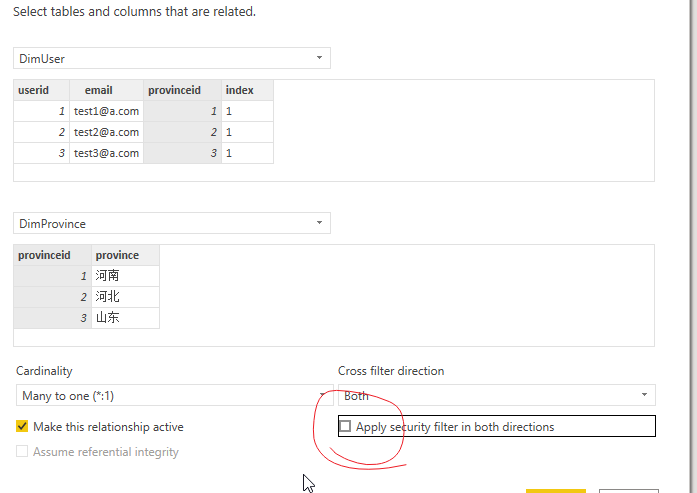 Select tables and columns that are related.
DimUser
userid email provinceid index
1 test1@a.com 1 1
2 test2@a.com 2 1
3 test3@a.com 3 1
DimProvince
provinceid province
1 河南
2 河北
3 山东
Cardinality Cross filter direction
Many to one (*:1) Both
Make this relationship active Apply security filter in both directions
Assume referential integrity